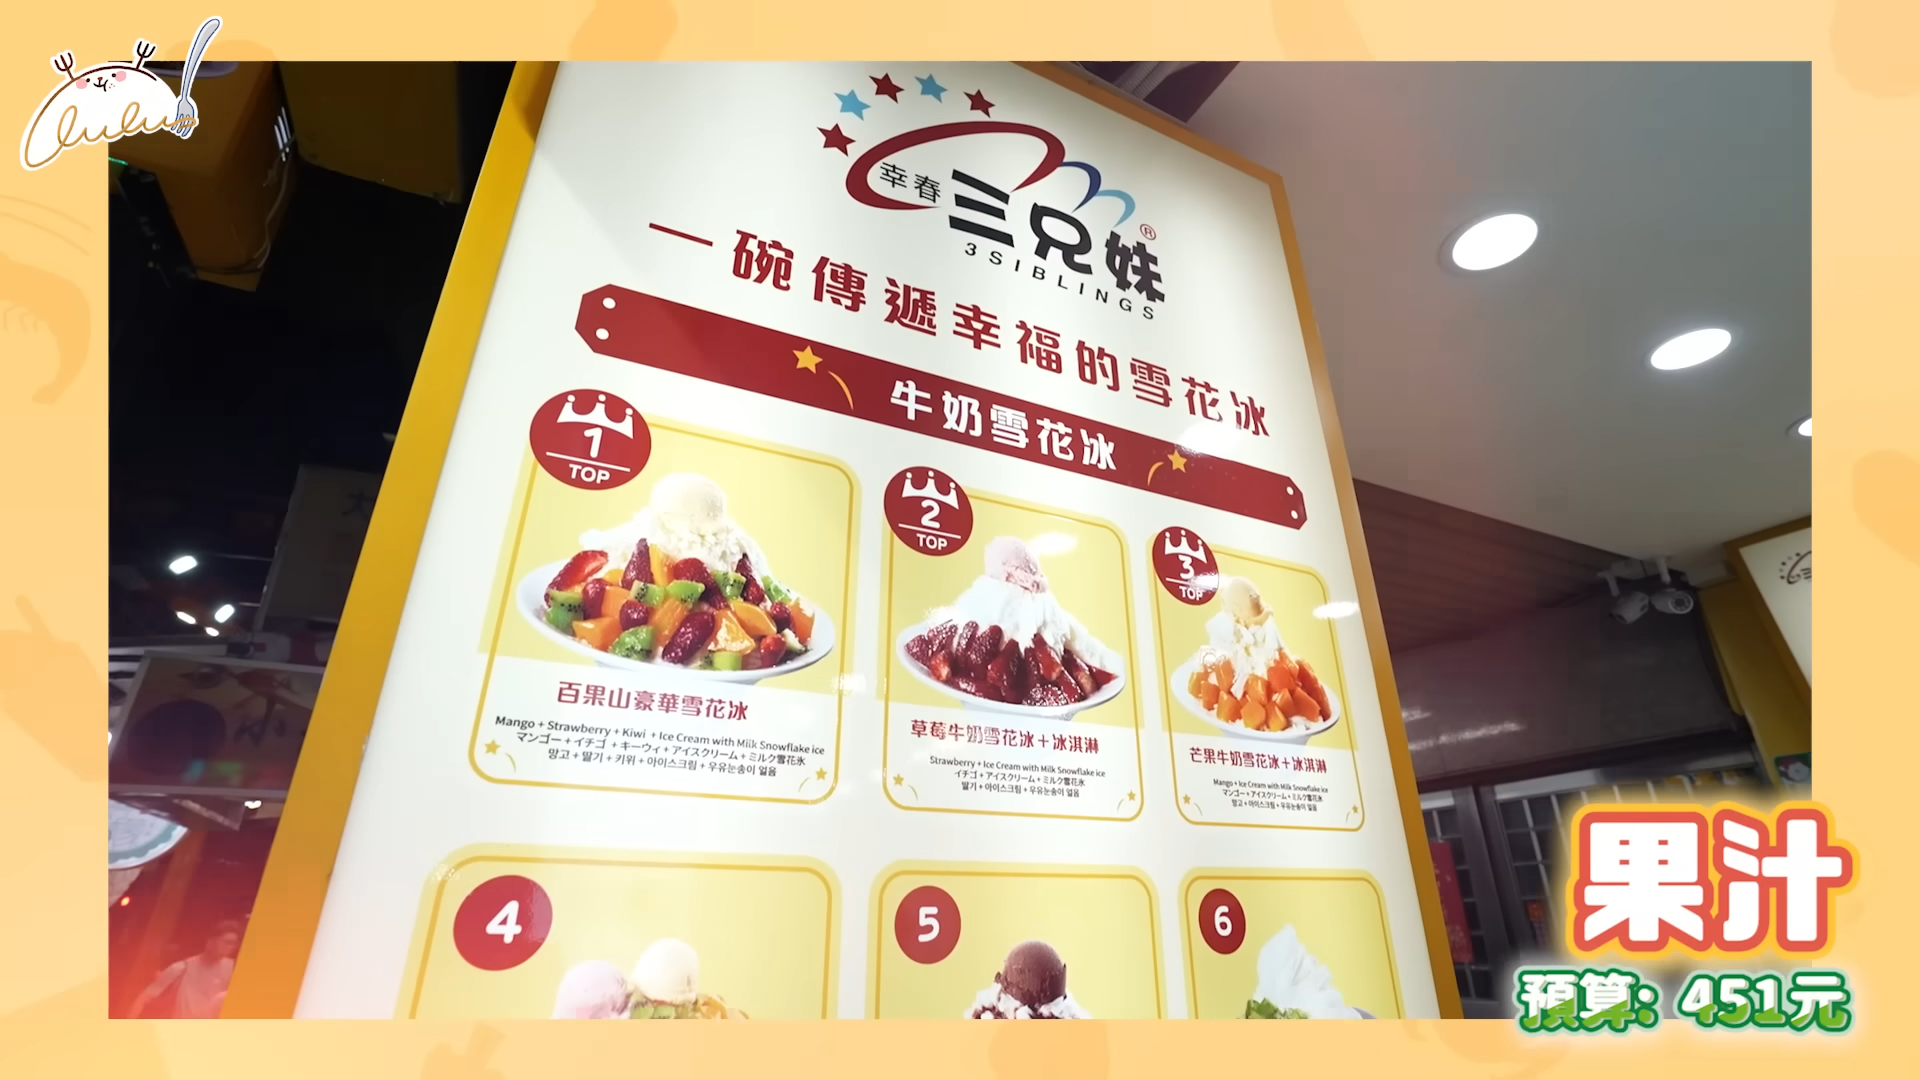 lulu
幸春
三兄妹®
3 SIBLINGS
一碗傳遞幸福的雪花冰
牛奶雪花冰
1
TOP
2
TOP
3
TOP
百果山豪華雪花冰
Mango + Strawberry + Kiwi + Ice Cream with Milk Snowflake ice
マンゴー + イチゴ + キーウィ + アイスクリーム + ミルク雪花氷
망고 + 딸기 + 키위 + 아이스크림 + 우유눈송이 얼음
草莓牛奶雪花冰＋冰淇淋
Strawberry + Ice Cream with Milk Snowflake ice
イチゴ + アイスクリーム + ミルク雪花氷
딸기 + 아이스크림 + 우유눈송이 얼음
芒果牛奶雪花冰＋冰淇淋
Mango + Ice Cream with Milk Snowflake ice
マンゴー + アイスクリーム + ミルク雪花氷
망고 + 아이스크림 + 우유눈송이 얼음
4
5
6
果汁
預算: 451元